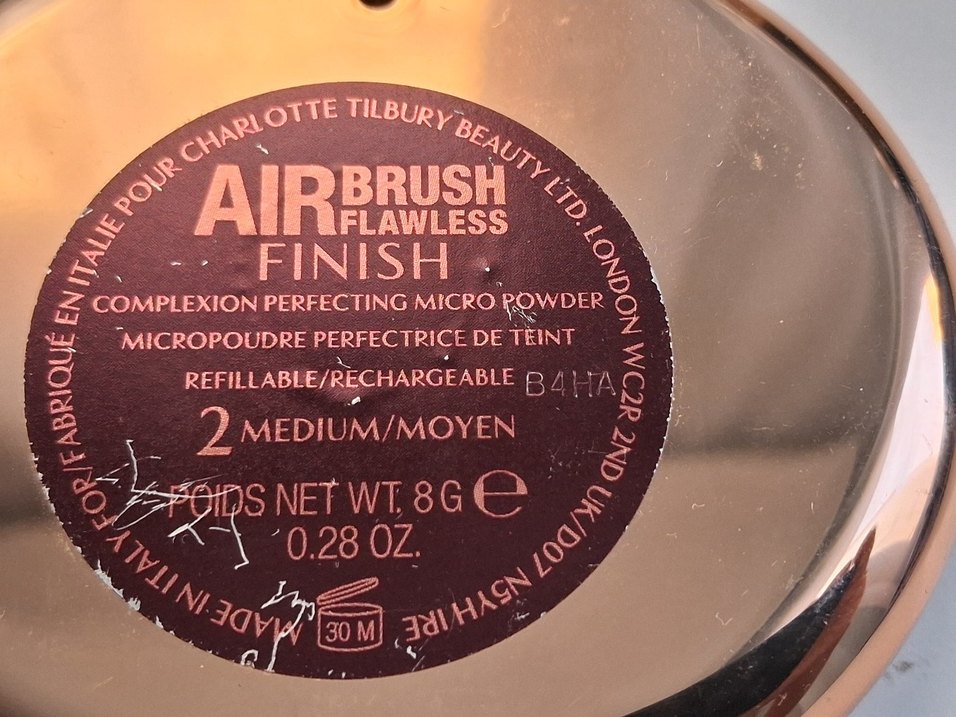 MADE IN ITALY FOR/FABRIQUÉ EN ITALIE POUR CHARLOTTE TILBURY BEAUTY LTD. LONDON WC2R 2ND UK/D07 N5YH IRE
AIRBRUSH
FLAWLESS
FINISH
COMPLEXION PERFECTING MICRO POWDER
MICROPOUDRE PERFECTRICE DE TEINT
REFILLABLE/RECHARGEABLE B4HA
2 MEDIUM/MOYEN
POIDS NET WT. 8 G e
0.28 OZ.
30 M